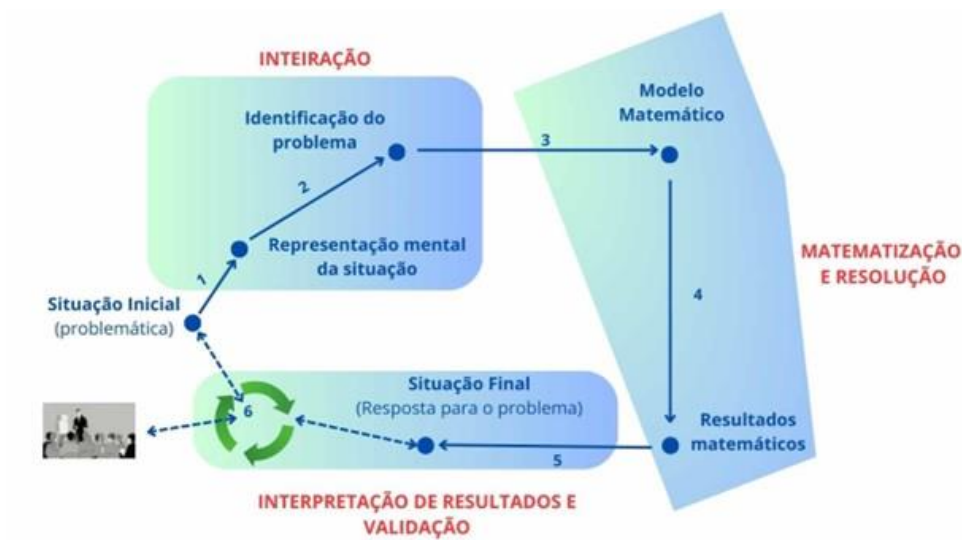 INTEIRAÇÃO
Identificação do
problema
Modelo
Matemático
3
2
Representação mental
da situação
1
MATEMATIZAÇÃO
E RESOLUÇÃO
4
Situação Inicial
(problemática)
Situação Final
(Resposta para o problema)
6
Resultados
matemáticos
5
INTERPRETAÇÃO DE RESULTADOS E
VALIDAÇÃO